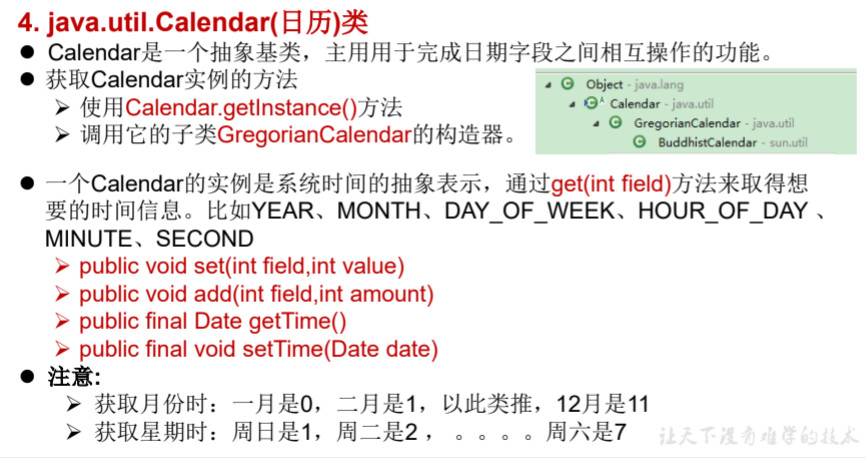 4. java.util.Calendar(日历)类
● Calendar是一个抽象基类，主用用于完成日期字段之间相互操作的功能。
● 获取Calendar实例的方法
➢ 使用Calendar.getInstance()方法
➢ 调用它的子类GregorianCalendar的构造器。
Object - java.lang
Calendar - java.util
GregorianCalendar - java.util
BuddhistCalendar - sun.util
● 一个Calendar的实例是系统时间的抽象表示，通过get(int field)方法来取得想
要的时间信息。比如YEAR、MONTH、DAY_OF_WEEK、HOUR_OF_DAY 、
MINUTE、SECOND
➢ public void set(int field,int value)
➢ public void add(int field,int amount)
➢ public final Date getTime()
➢ public final void setTime(Date date)
● 注意:
➢ 获取月份时：一月是0，二月是1，以此类推，12月是11
➢ 获取星期时：周日是1，周二是2 ， 。。。。周六是7
让天下没有难学的技术